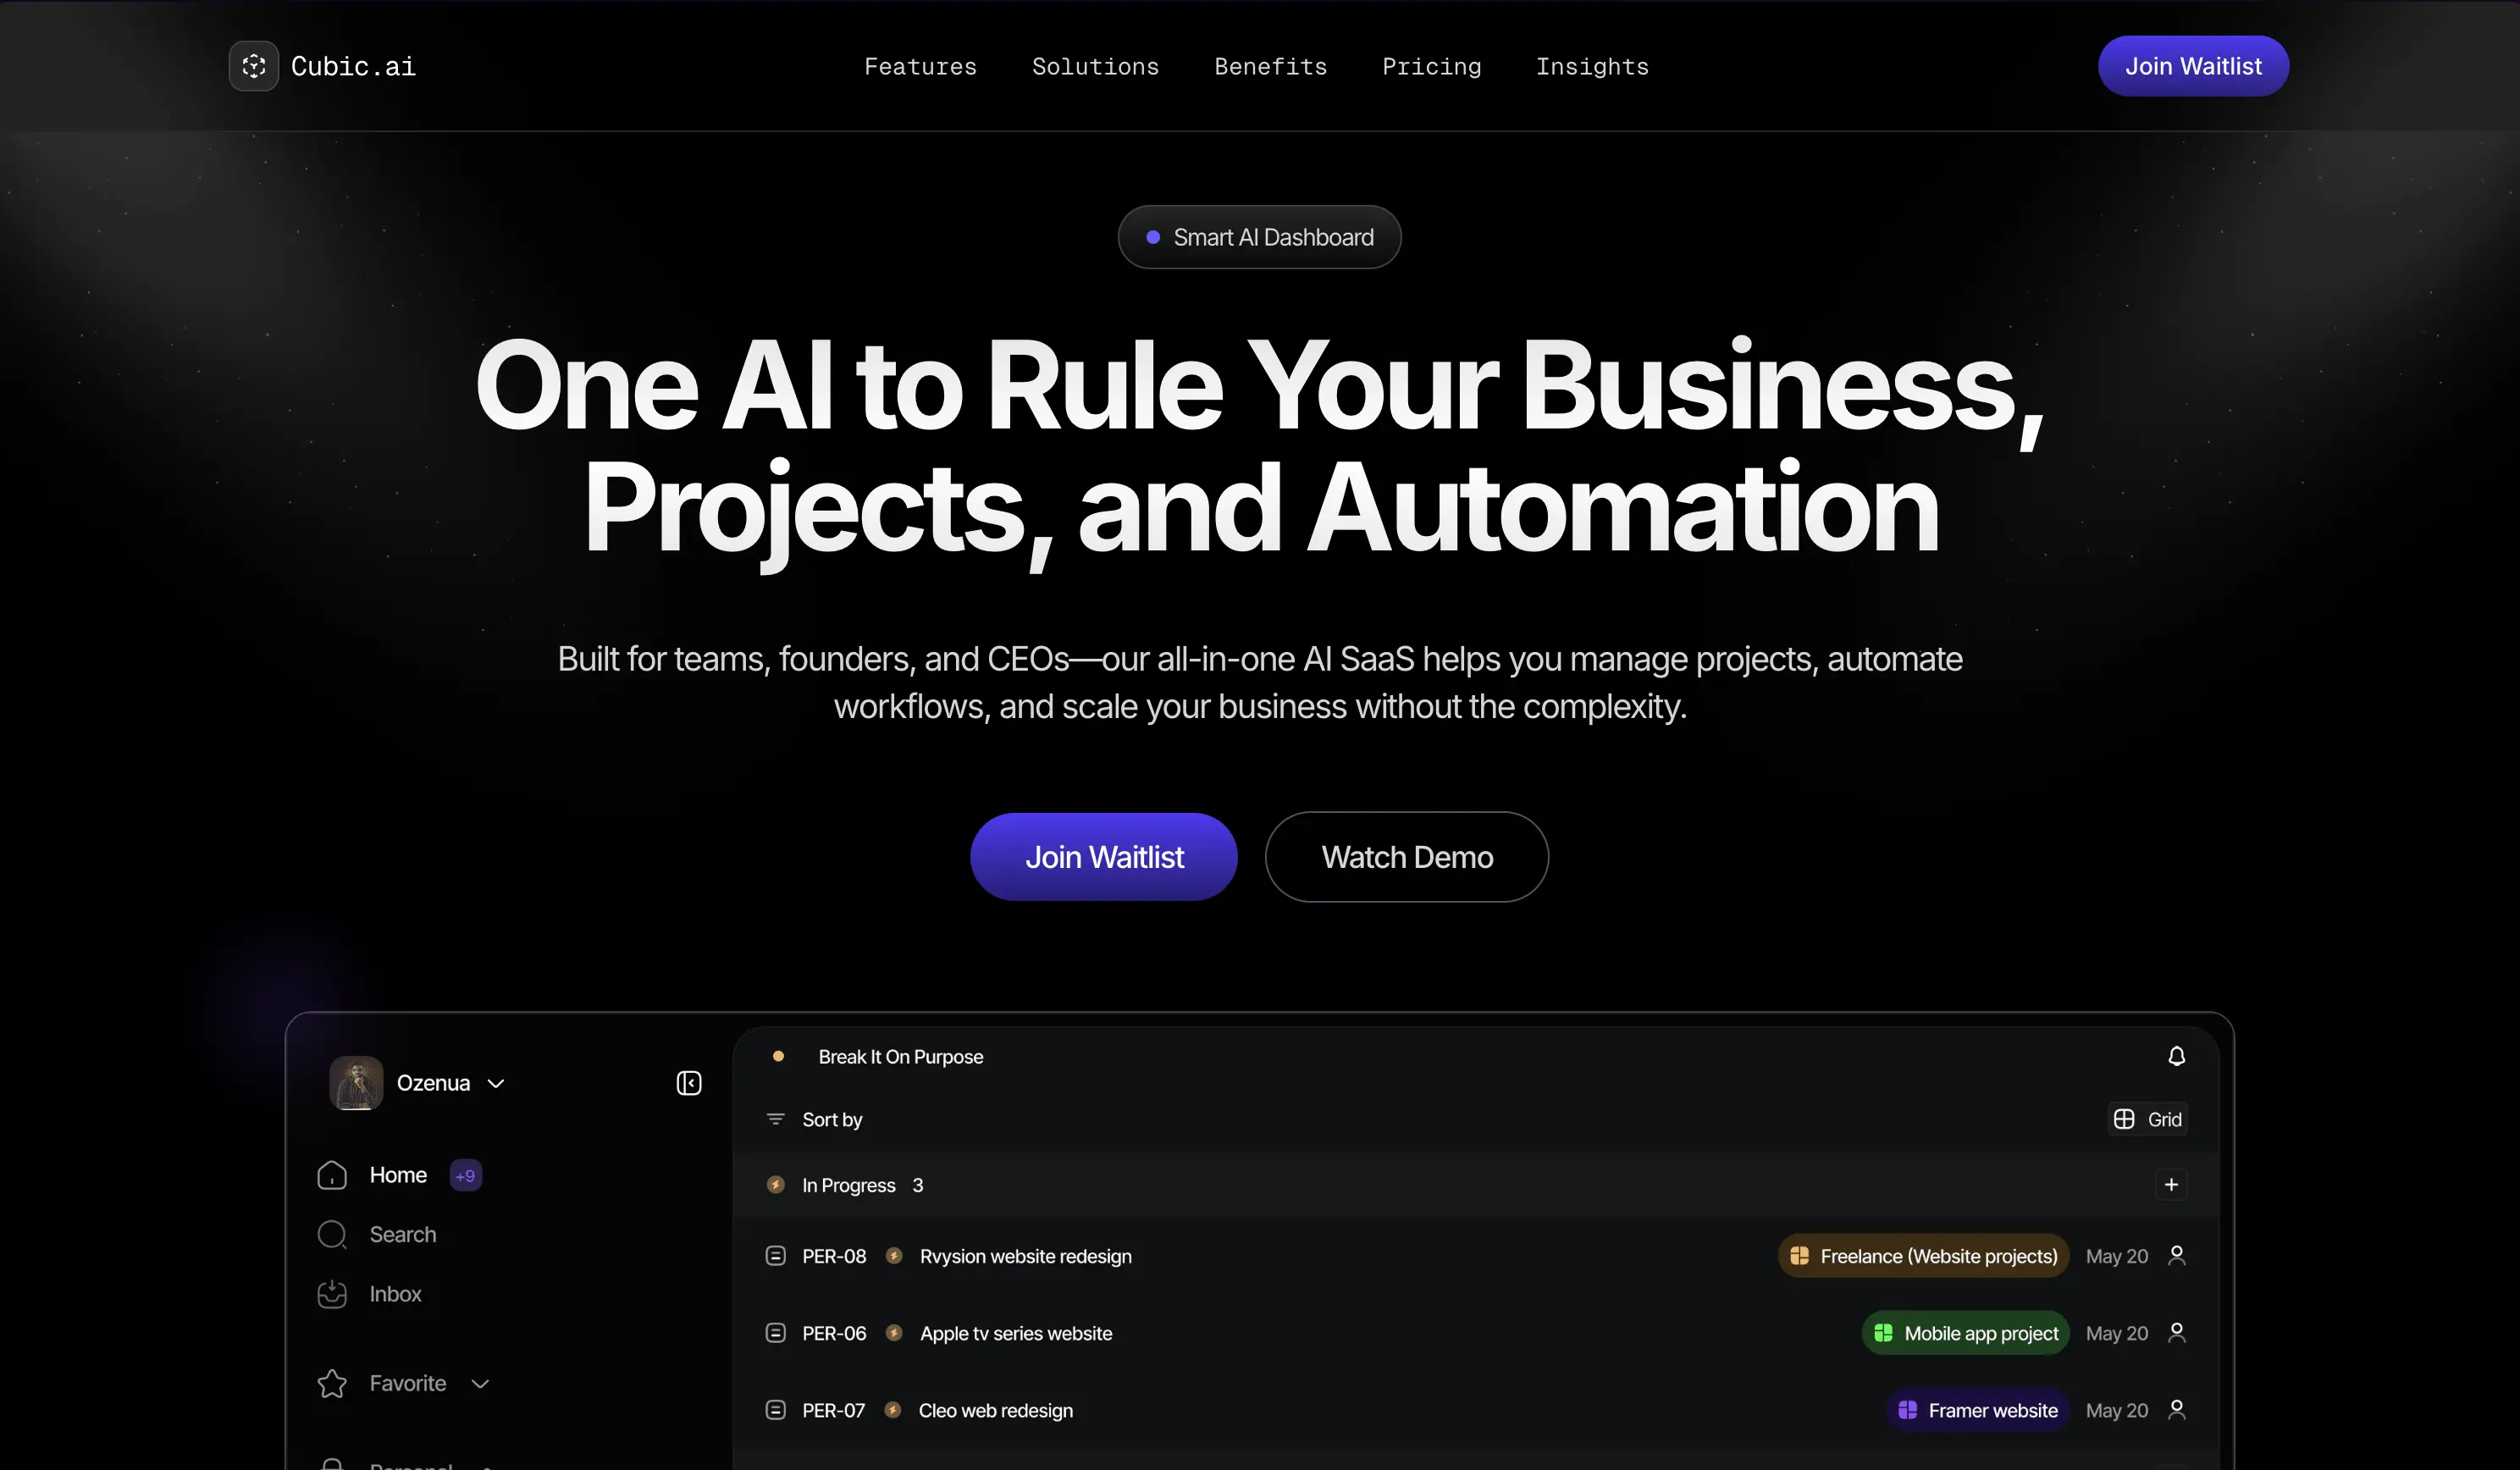 Cubic.ai
Features Solutions Benefits Pricing Insights
Join Waitlist
Smart AI Dashboard
One AI to Rule Your Business,
Projects, and Automation
Built for teams, founders, and CEOs—our all-in-one AI SaaS helps you manage projects, automate
workflows, and scale your business without the complexity.
Join Waitlist
Watch Demo
Ozenua
Home +9
Search
Inbox
Favorite
Break It On Purpose
Sort by
Grid
In Progress 3
PER-08 Rvysion website redesign Freelance (Website projects) May 20
PER-06 Apple tv series website Mobile app project May 20
PER-07 Cleo web redesign Framer website May 20